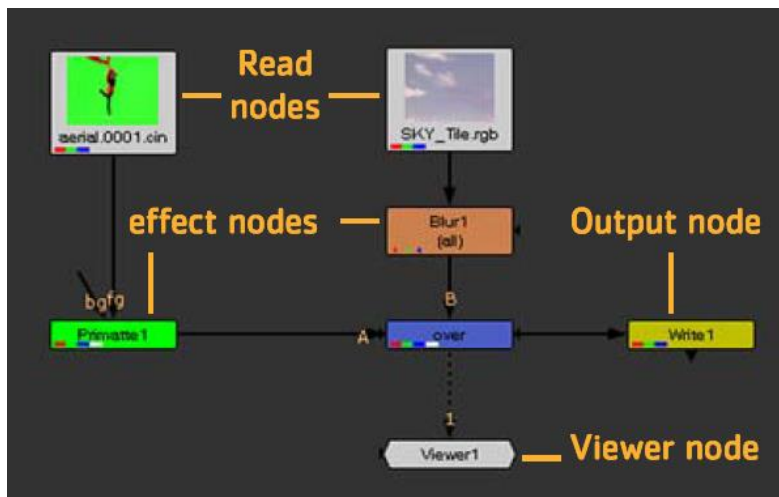 Read
nodes
aerial.0001.cin
SKY_Tile.rgb
effect nodes
Blur1
(all)
Output node
bg
fg
B
Primatte1
A
over
Write1
1
Viewer1
Viewer node